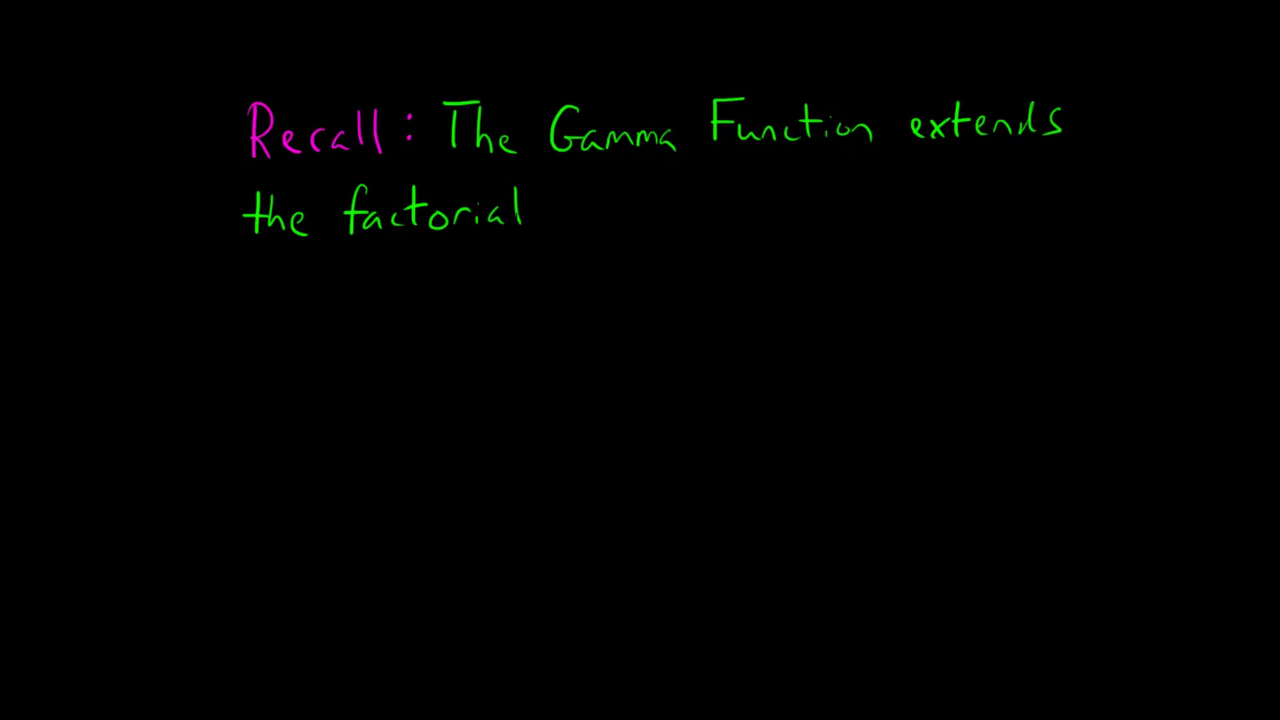 Recall: The Gamma Function extends
the factorial